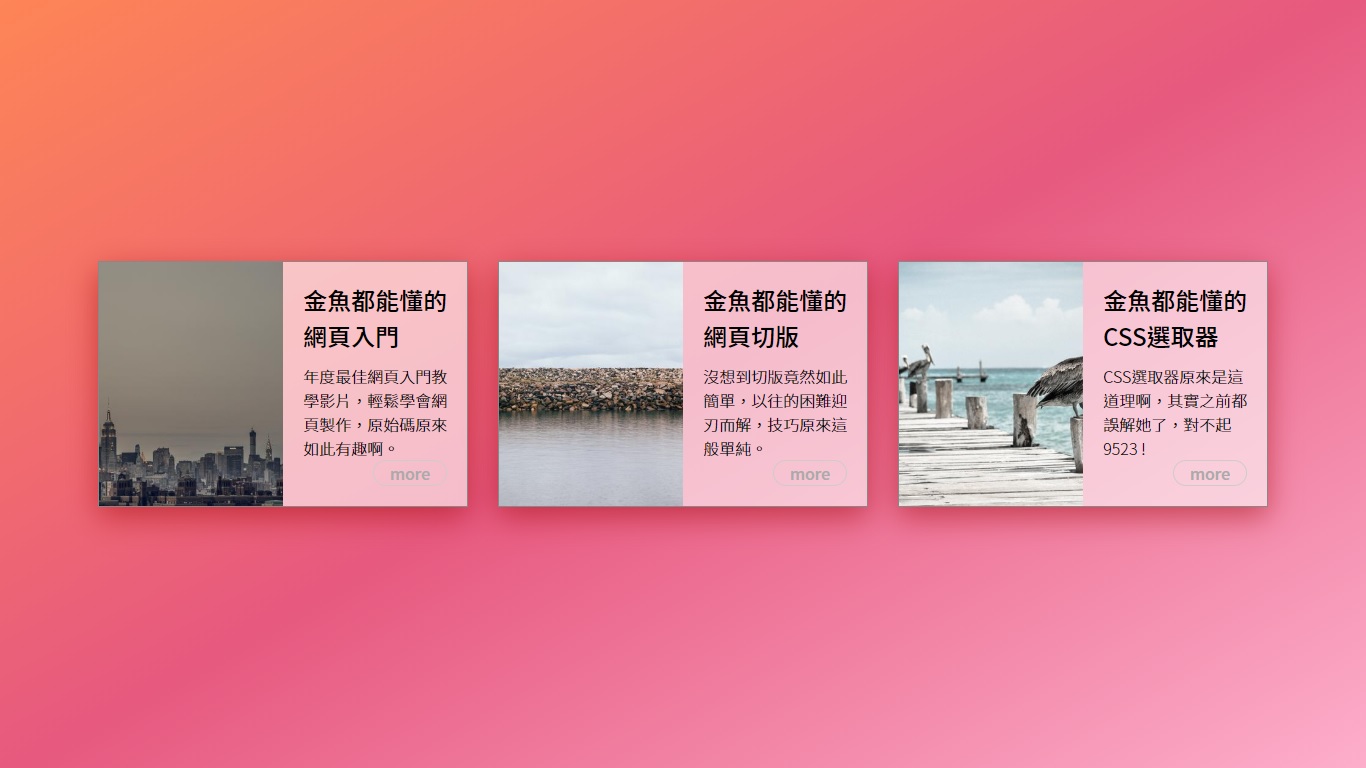 金魚都能懂的
網頁入門
年度最佳網頁入門教
學影片，輕鬆學會網
頁製作，原始碼原來
如此有趣啊。
more
金魚都能懂的
網頁切版
沒想到切版竟然如此
簡單，以往的困難迎
刃而解，技巧原來這
般單純。
more
金魚都能懂的
CSS選取器
CSS選取器原來是這
道理啊，其實之前都
誤解她了，對不起
9523！
more